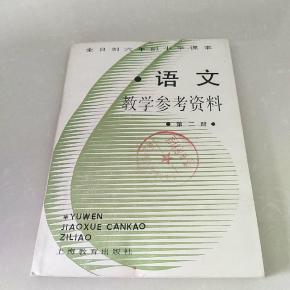 全日制六年制小学课本
语文
教学参考资料
第二册
YUWEN
JIAOXUE CANKAO
ZILIAO
上海教育出版社